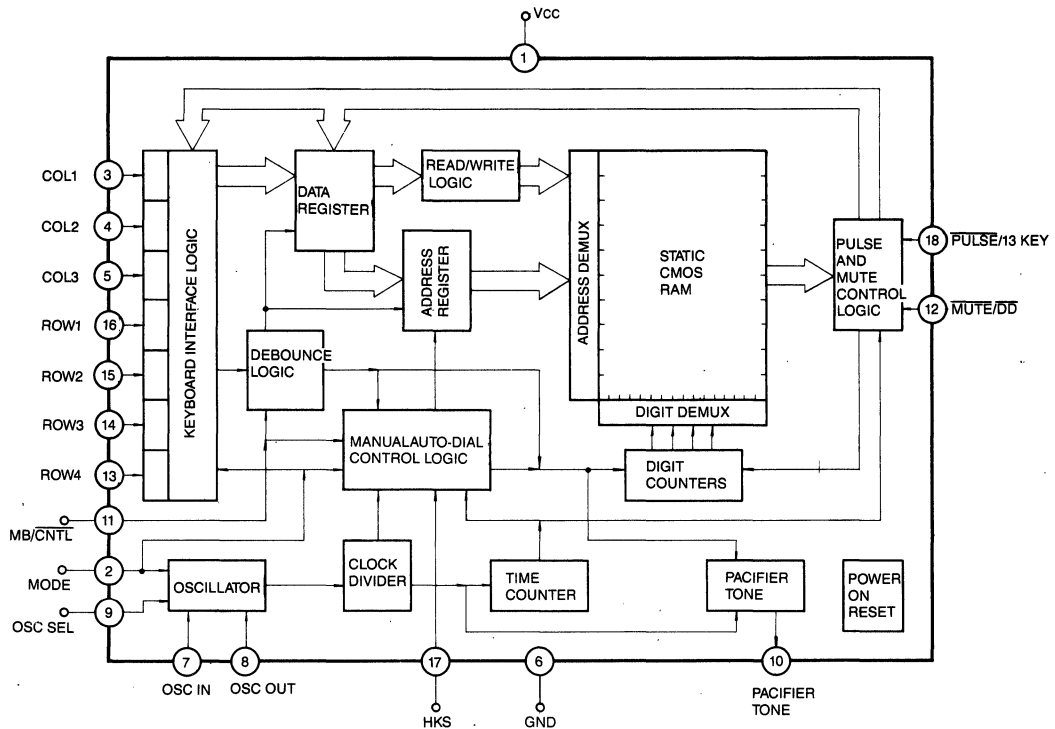 VCC
1
COL1
3
COL2
4
COL3
5
ROW1
16
ROW2
15
ROW3
14
ROW4
13
MB/CNTL
11
MODE
2
OSC SEL
9
KEYBOARD INTERFACE LOGIC
DATA
REGISTER
READ/WRITE
LOGIC
ADDRESS
REGISTER
DEBOUNCE
LOGIC
MANUALAUTO-DIAL
CONTROL LOGIC
ADDRESS DEMUX
STATIC
CMOS
RAM
DIGIT DEMUX
DIGIT
COUNTERS
PULSE
AND
MUTE
CONTROL
LOGIC
18
PULSE/13 KEY
12
MUTE/DD
OSCILLATOR
CLOCK
DIVIDER
TIME
COUNTER
PACIFIER
TONE
POWER
ON
RESET
7
OSC IN
8
OSC OUT
17
HKS
6
GND
10
PACIFIER
TONE